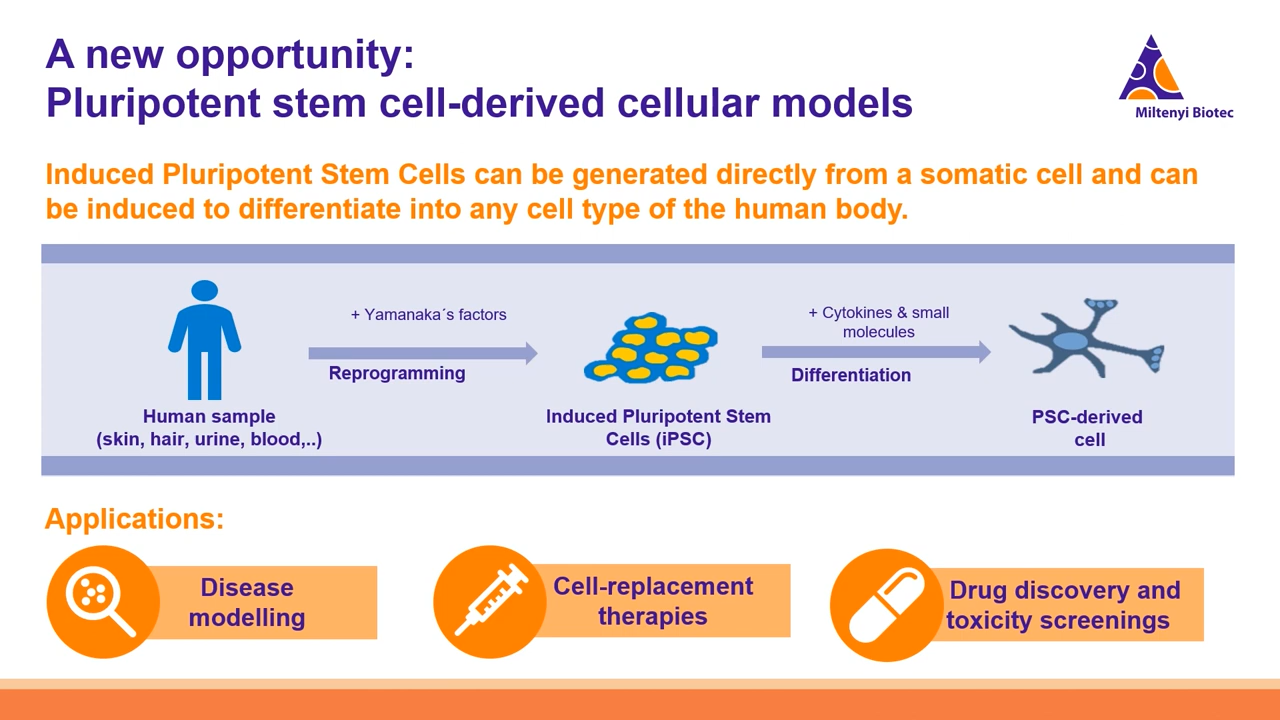 A new opportunity:
Pluripotent stem cell-derived cellular models
Miltenyi Biotec
Induced Pluripotent Stem Cells can be generated directly from a somatic cell and can
be induced to differentiate into any cell type of the human body.
+ Yamanaka´s factors
Reprogramming
+ Cytokines & small
molecules
Differentiation
Human sample
(skin, hair, urine, blood,..)
Induced Pluripotent Stem
Cells (iPSC)
PSC-derived
cell
Applications:
Disease
modelling
Cell-replacement
therapies
Drug discovery and
toxicity screenings